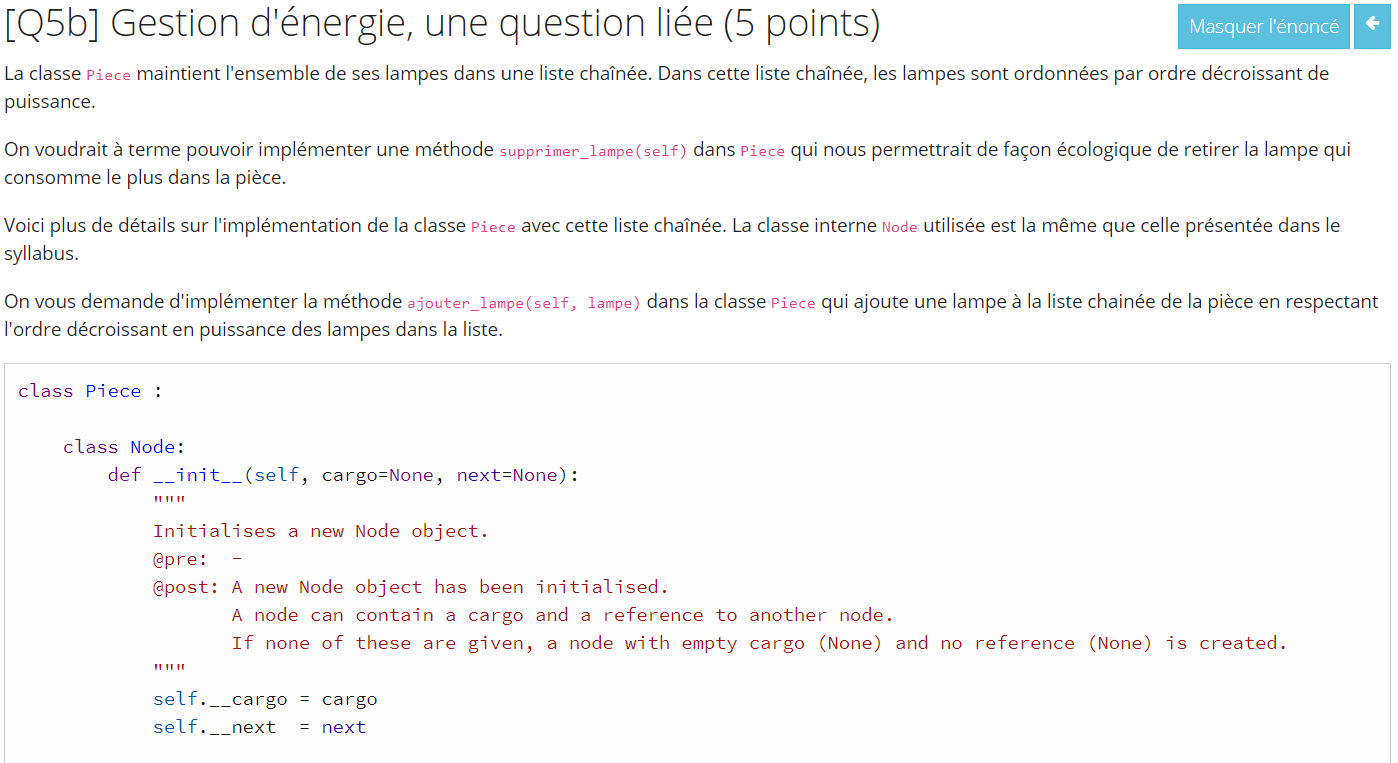 [Q5b] Gestion d'énergie, une question liée (5 points)
Masquer l'énoncé
La classe Piece maintient l'ensemble de ses lampes dans une liste chaînée. Dans cette liste chaînée, les lampes sont ordonnées par ordre décroissant de
puissance.
On voudrait à terme pouvoir implémenter une méthode supprimer_lampe(self) dans Piece qui nous permettrait de façon écologique de retirer la lampe qui
consomme le plus dans la pièce.
Voici plus de détails sur l'implémentation de la classe Piece avec cette liste chaînée. La classe interne Node utilisée est la même que celle présentée dans le
syllabus.
On vous demande d'implémenter la méthode ajouter_lampe(self, lampe) dans la classe Piece qui ajoute une lampe à la liste chainée de la pièce en respectant
l'ordre décroissant en puissance des lampes dans la liste.
class Piece :
    class Node:
        def __init__(self, cargo=None, next=None):
            """
            Initialises a new Node object.
            @pre:  -
            @post: A new Node object has been initialised.
                   A node can contain a cargo and a reference to another node.
                   If none of these are given, a node with empty cargo (None) and no reference (None) is created.
            """
            self.__cargo = cargo
            self.__next  = next